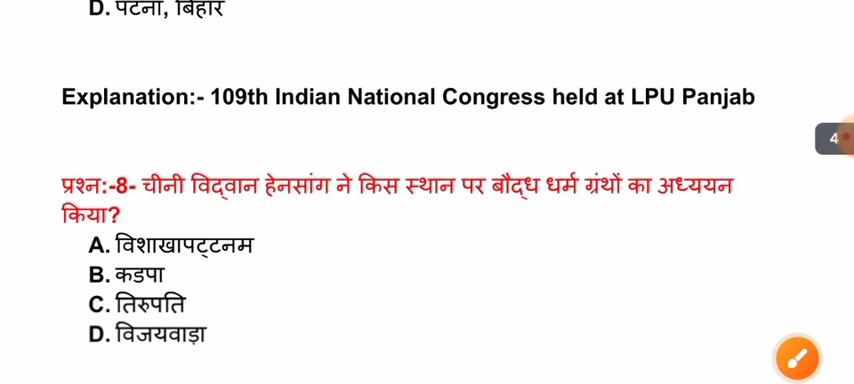 D. पटना, बिहार
Explanation:- 109th Indian National Congress held at LPU Panjab
4
प्रश्न:-8- चीनी विद्वान हेनसांग ने किस स्थान पर बौद्ध धर्म ग्रंथों का अध्ययन
किया?
A. विशाखापट्टनम
B. कडपा
C. तिरुपति
D. विजयवाड़ा